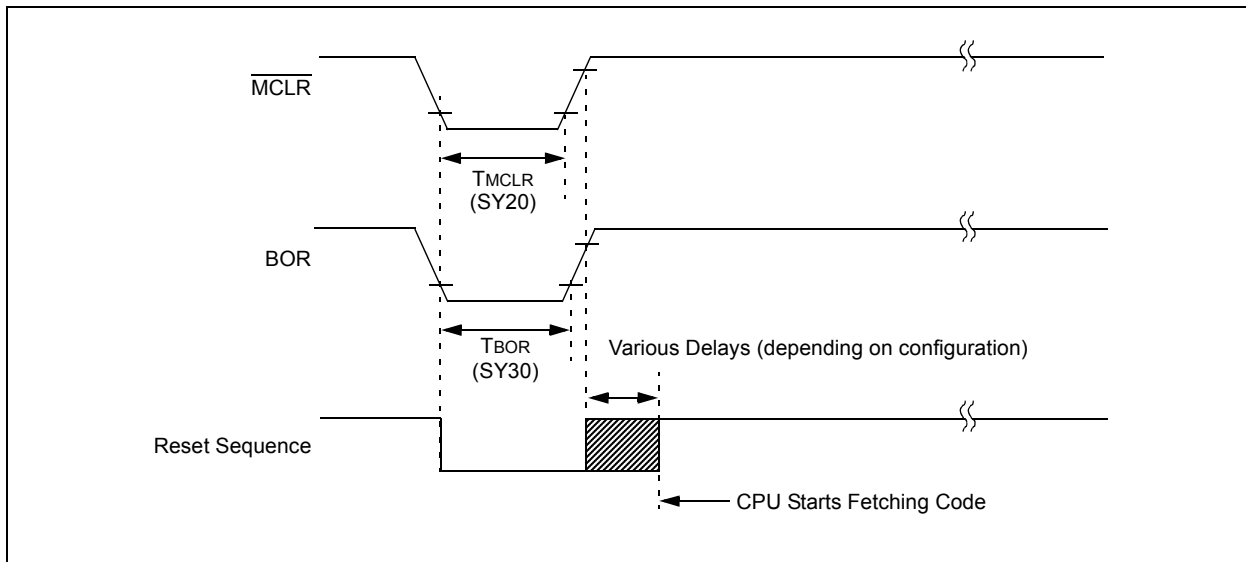 MCLR
TMCLR
(SY20)
BOR
TBOR
(SY30)
Various Delays (depending on configuration)
Reset Sequence
CPU Starts Fetching Code